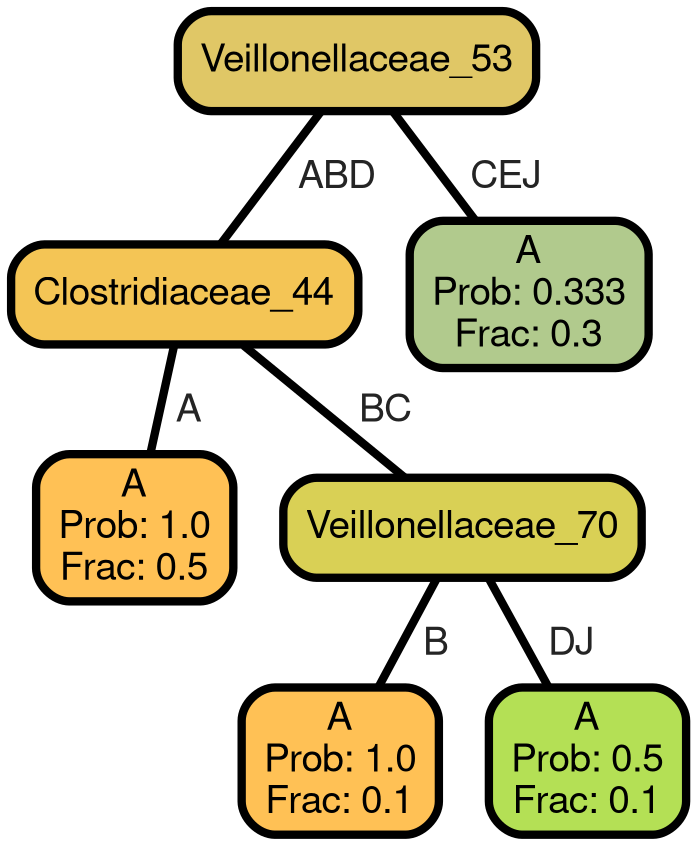 Veillonellaceae_53
ABD
CEJ
Clostridiaceae_44
A
Prob: 0.333
Frac: 0.3
A
BC
A
Prob: 1.0
Frac: 0.5
Veillonellaceae_70
B
DJ
A
Prob: 1.0
Frac: 0.1
A
Prob: 0.5
Frac: 0.1